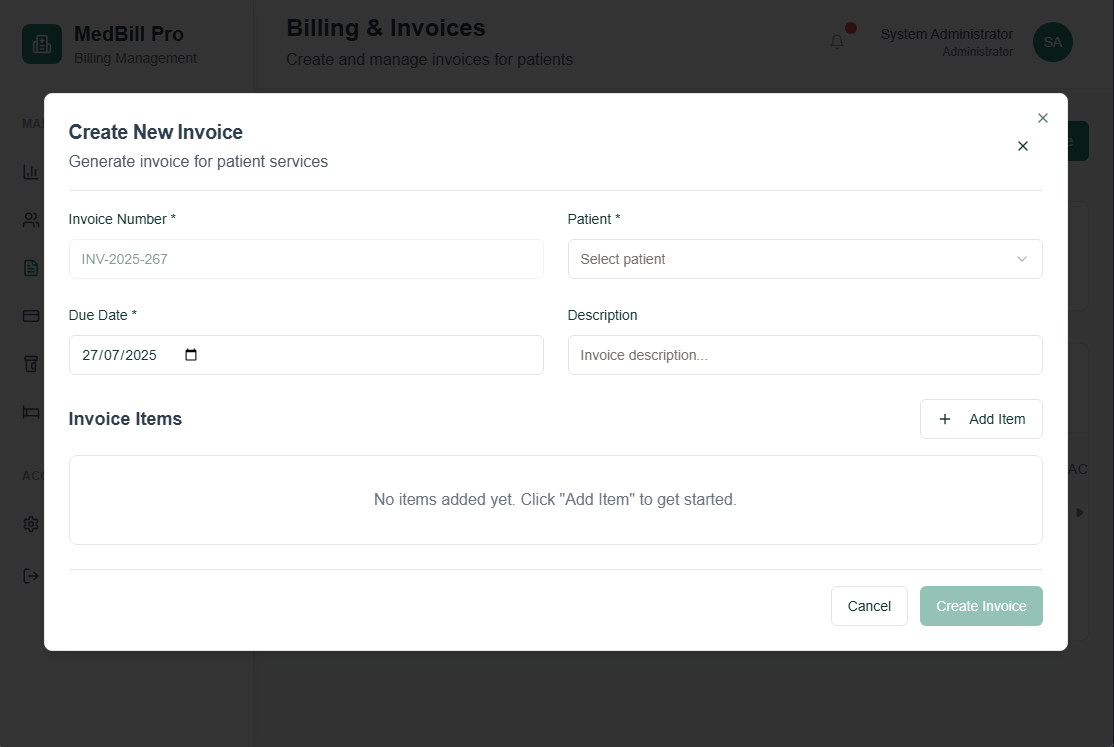 MedBill Pro
Billing Management
Billing & Invoices
Create and manage invoices for patients
System Administrator
Administrator
SA
Create New Invoice
Generate invoice for patient services
Invoice Number *
INV-2025-267
Patient *
Select patient
Due Date *
27/07/2025
Description
Invoice description...
Invoice Items
Add Item
No items added yet. Click "Add Item" to get started.
Cancel
Create Invoice